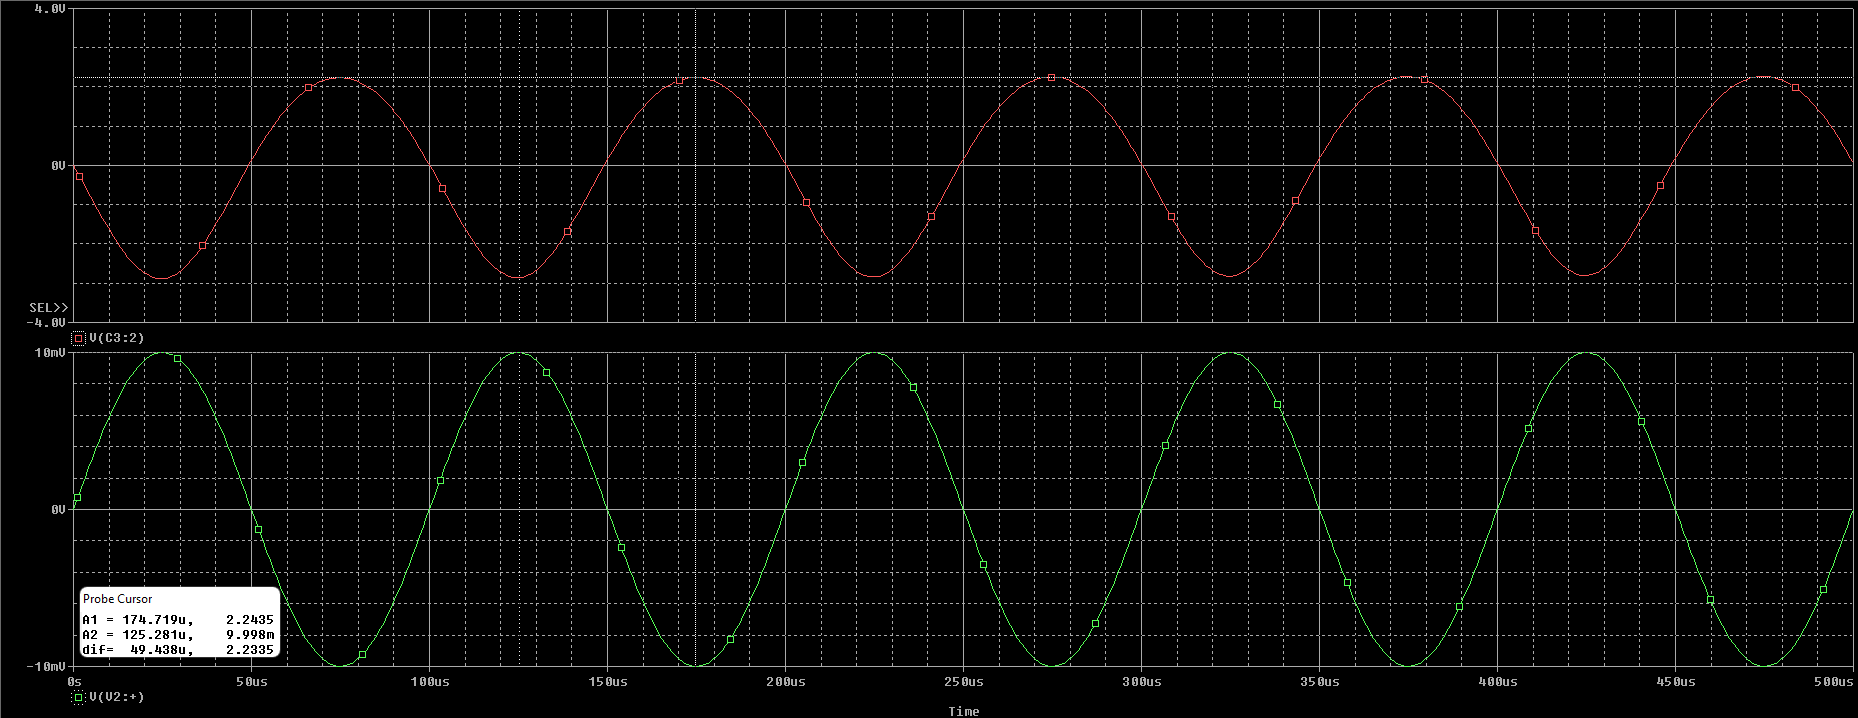 4.0V
0V
SEL>>
-4.0V
V(C3:2)
10mV
0V
Probe Cursor
A1 = 174.719u, 2.2435
A2 = 125.281u, 9.998m
dif= 49.438u, 2.2335
-10mV
0s 50us 100us 150us 200us 250us 300us 350us 400us 450us 500us
V(V2:+)
Time